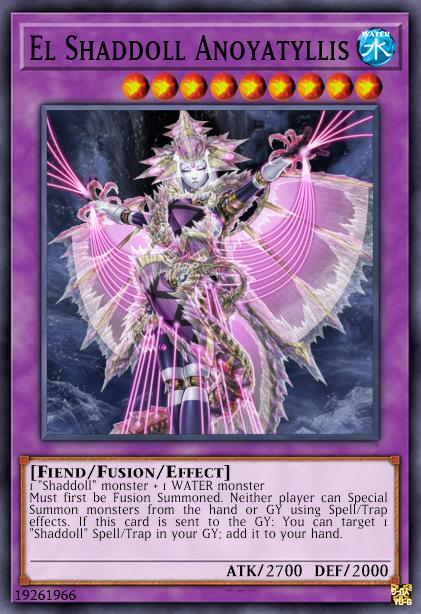 El Shaddoll Anoyatyllis
WATER
水
[Fiend/Fusion/Effect]
1 "Shaddoll" monster + 1 WATER monster
Must first be Fusion Summoned. Neither player can Special
Summon monsters from the hand or GY using Spell/Trap
effects. If this card is sent to the GY: You can target 1
"Shaddoll" Spell/Trap in your GY; add it to your hand.
ATK/2700 DEF/2000
19261966